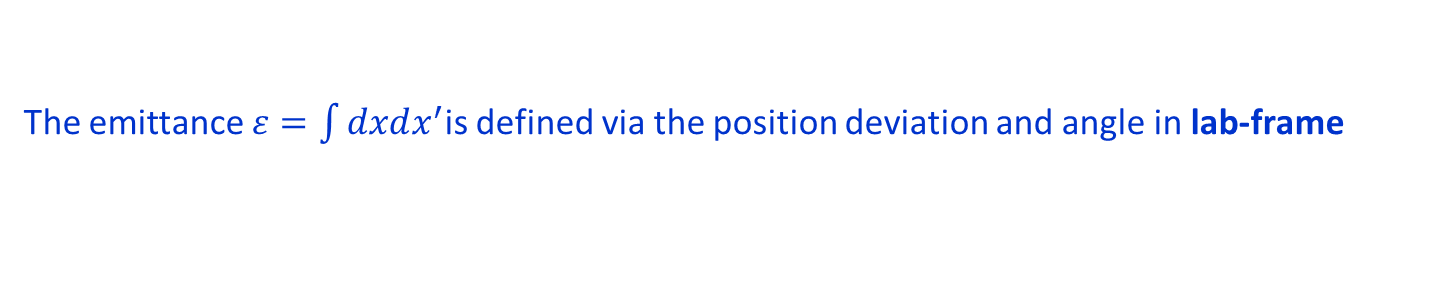 The emittance ε = ∫ dxdx′ is defined via the position deviation and angle in lab-frame